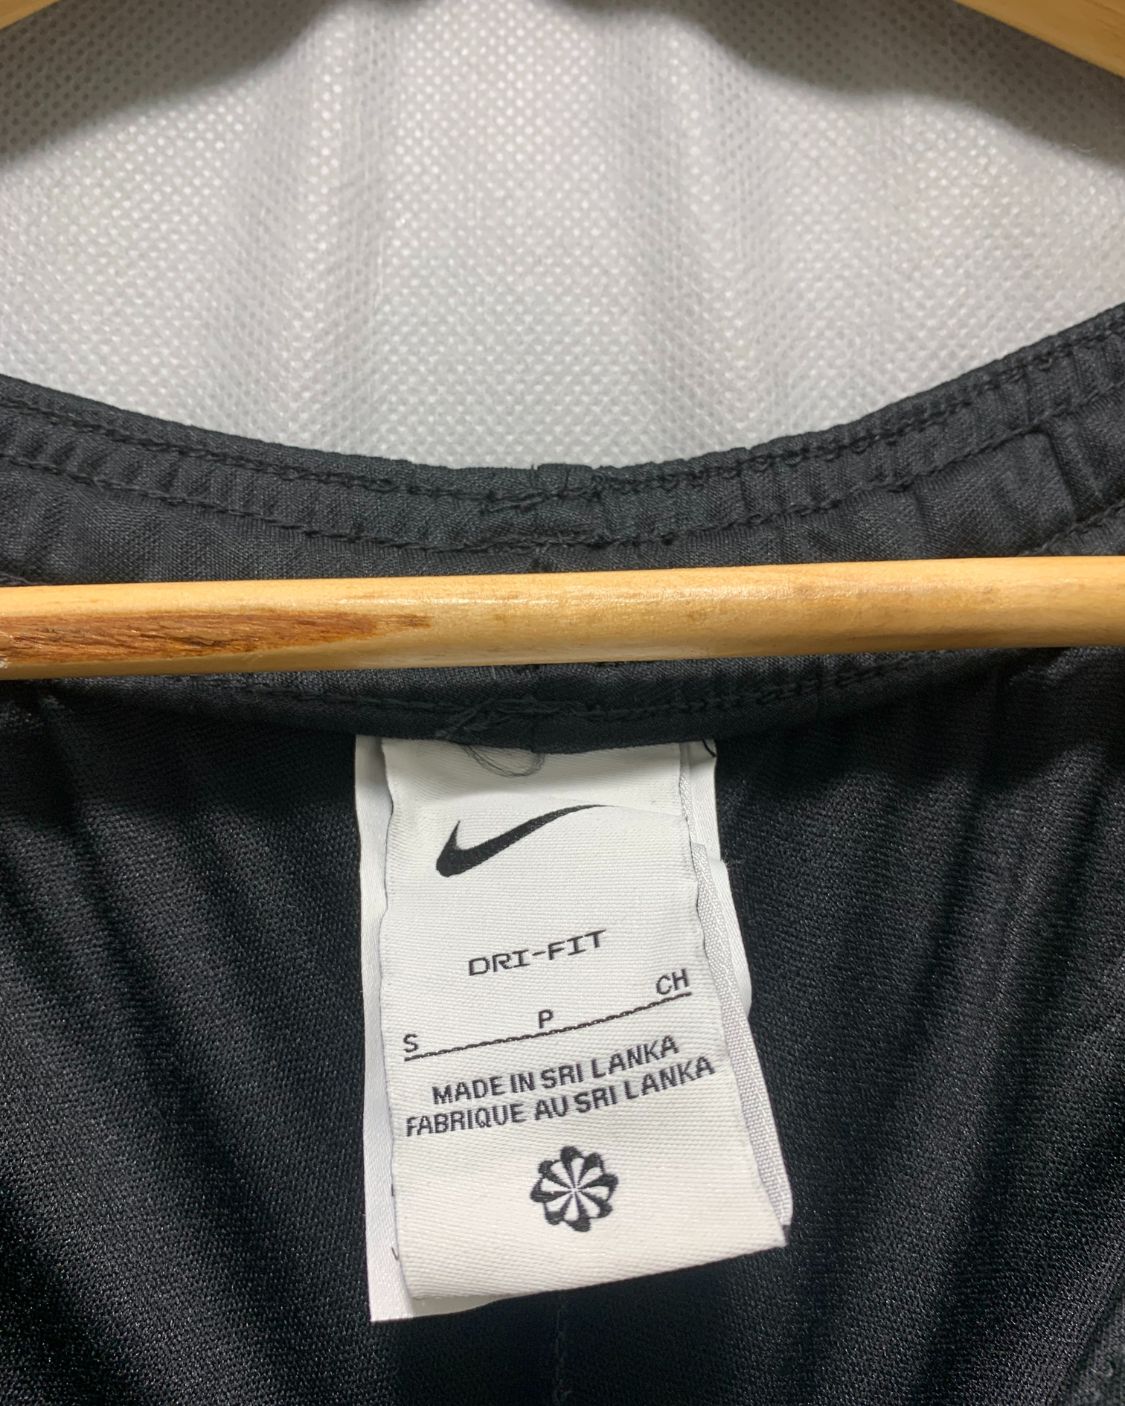 DRI-FIT
S P CH
MADE IN SRI LANKA
FABRIQUE AU SRI LANKA